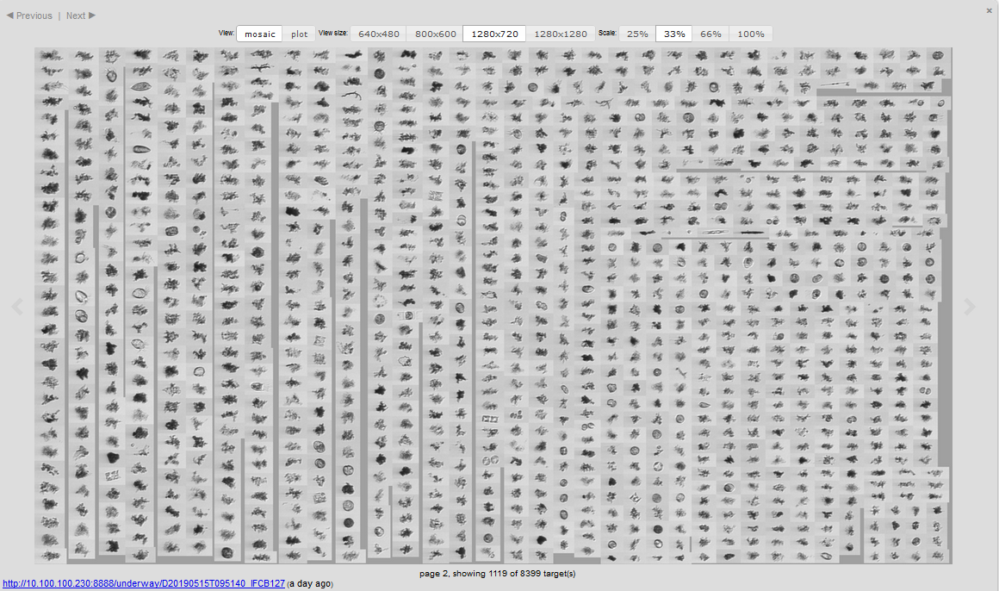 ×
◀ Previous | Next ▶
View: mosaic plot View size: 640x480 800x600 1280x720 1280x1280 Scale: 25% 33% 66% 100%
page 2, showing 1119 of 8399 target(s)
http://10.100.100.230:8888/underway/D20190515T095140_IFCB127 (a day ago)